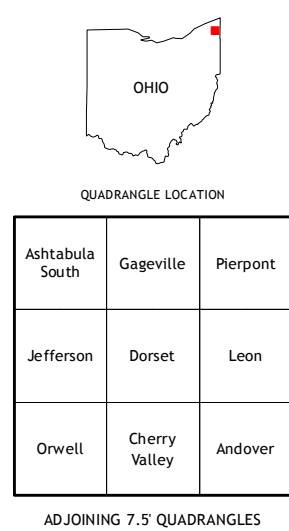 OHIO
QUADRANGLE LOCATION
Ashtabula
South
Gageville
Pierpont
Jefferson
Dorset
Leon
Orwell
Cherry
Valley
Andover
ADJOINING 7.5' QUADRANGLES